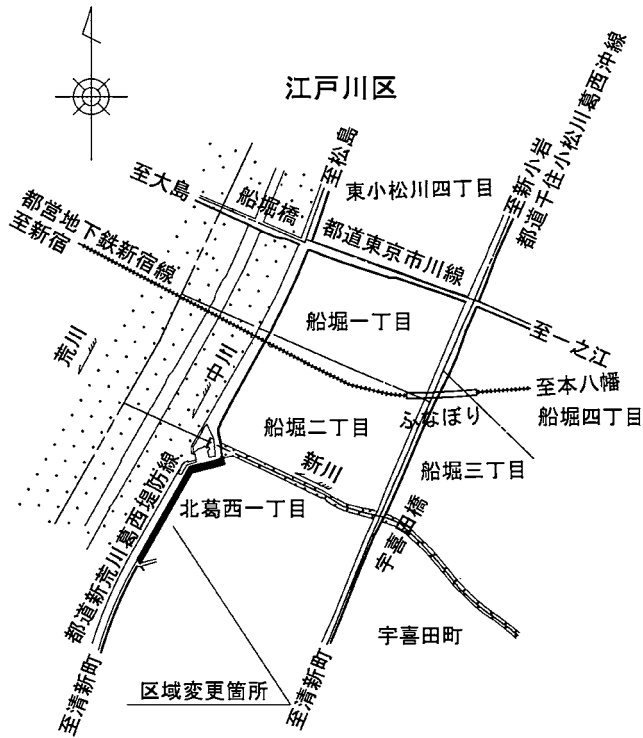 江戸川区
至松島
至新小岩
都道千住小松川葛西沖線
至大島
船堀橋
東小松川四丁目
都営地下鉄新宿線
至新宿
都道東京市川線
船堀一丁目
至一之江
荒川
中川
至本八幡
ふなぼり
船堀四丁目
船堀二丁目
新川
船堀三丁目
北葛西一丁目
宇喜田橋
都道新荒川葛西堤防線
宇喜田町
区域変更箇所
至清新町
至清新町